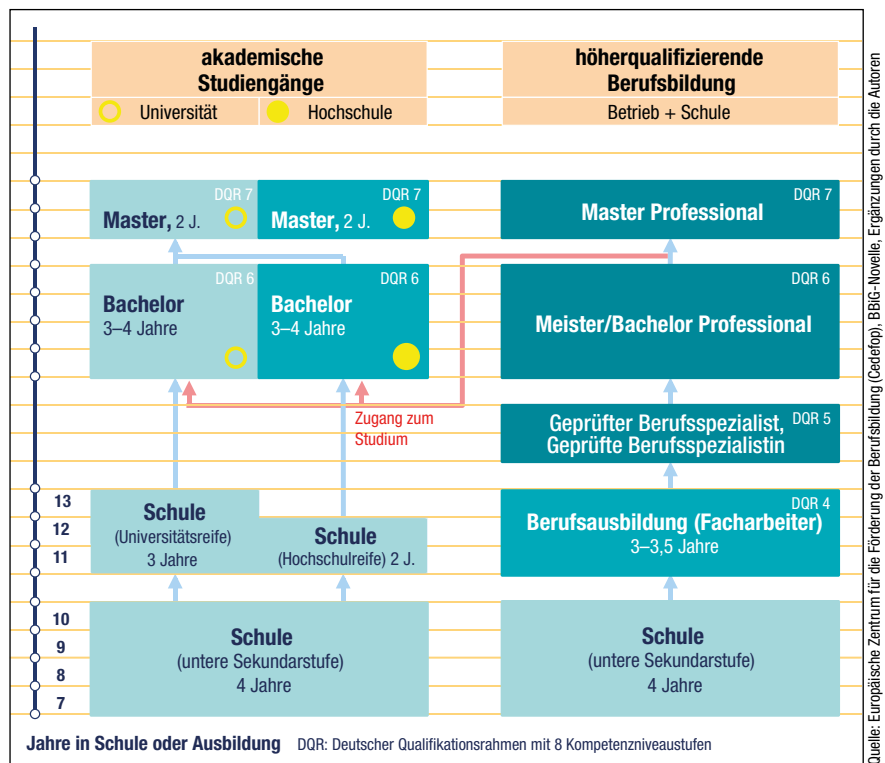 akademische
Studiengänge
Universität
Hochschule
höherqualifizierende
Berufsbildung
Betrieb + Schule
DQR 7
Master, 2 J.
DQR 7
Master, 2 J.
DQR 7
Master Professional
DQR 6
Bachelor
3–4 Jahre
DQR 6
Bachelor
3–4 Jahre
DQR 6
Meister/Bachelor Professional
Zugang zum
Studium
Geprüfter Berufsspezialist,
Geprüfte Berufsspezialistin
DQR 5
13
12
11
Schule
(Universitätsreife)
3 Jahre
Schule
(Hochschulreife) 2 J.
DQR 4
Berufsausbildung (Facharbeiter)
3–3,5 Jahre
10
9
8
7
Schule
(untere Sekundarstufe)
4 Jahre
Schule
(untere Sekundarstufe)
4 Jahre
Jahre in Schule oder Ausbildung DQR: Deutscher Qualifikationsrahmen mit 8 Kompetenzniveaustufen
Quelle: Europäische Zentrum für die Förderung der Berufsbildung (Cedefop), BBiG-Novelle, Ergänzungen durch die Autoren